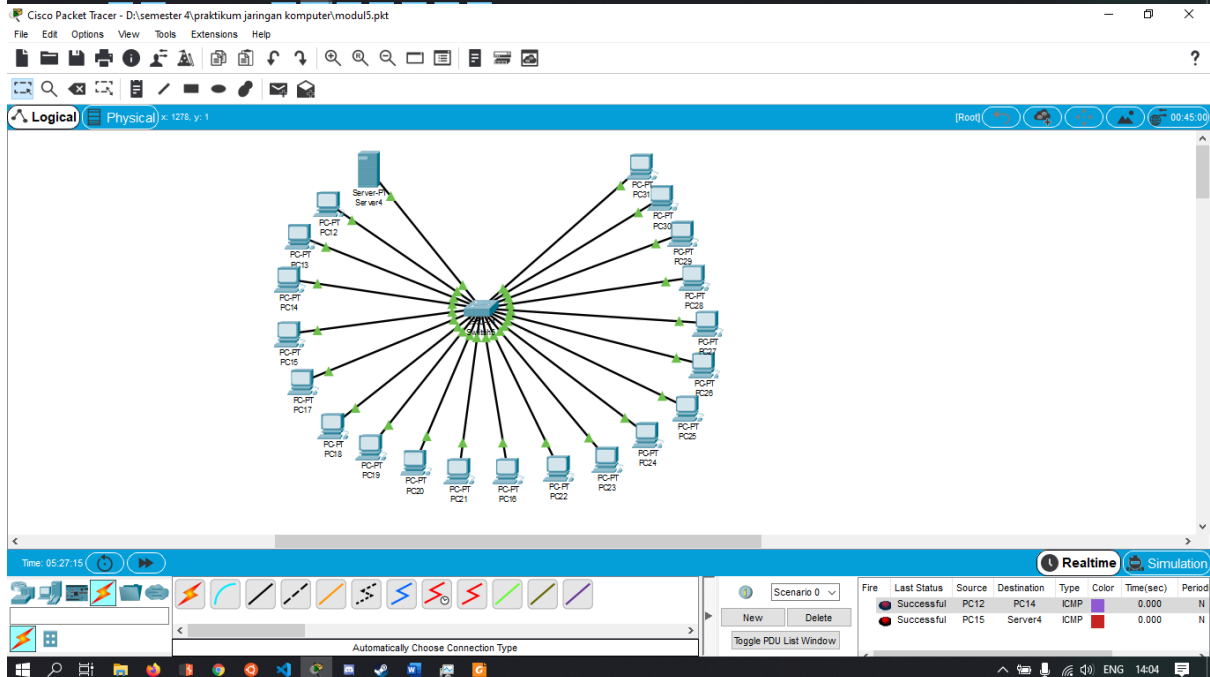 Cisco Packet Tracer - D:\semester 4\praktikum jaringan komputer\modul5.pkt
File Edit Options View Tools Extensions Help
?
Logical Physical x: 1278, y: 1 [Root] 00:45:00
Server-PT
Server4
PC-PT
PC31
PC-PT
PC12
PC-PT
PC30
PC-PT
PC13
PC-PT
PC29
PC-PT
PC14
PC-PT
PC28
PC-PT
PC15
PC-PT
PC27
PC-PT
PC17
PC-PT
PC26
PC-PT
PC18
PC-PT
PC25
PC-PT
PC19
PC-PT
PC24
PC-PT
PC20
PC-PT
PC21
PC-PT
PC16
PC-PT
PC22
PC-PT
PC23
Time: 05:27:15 Realtime Simulation
Scenario 0
New Delete
Toggle PDU List Window
Fire Last Status Source Destination Type Color Time(sec) Period
Successful PC12 PC14 ICMP 0.000 N
Successful PC15 Server4 ICMP 0.000 N
Automatically Choose Connection Type
ENG 14:04